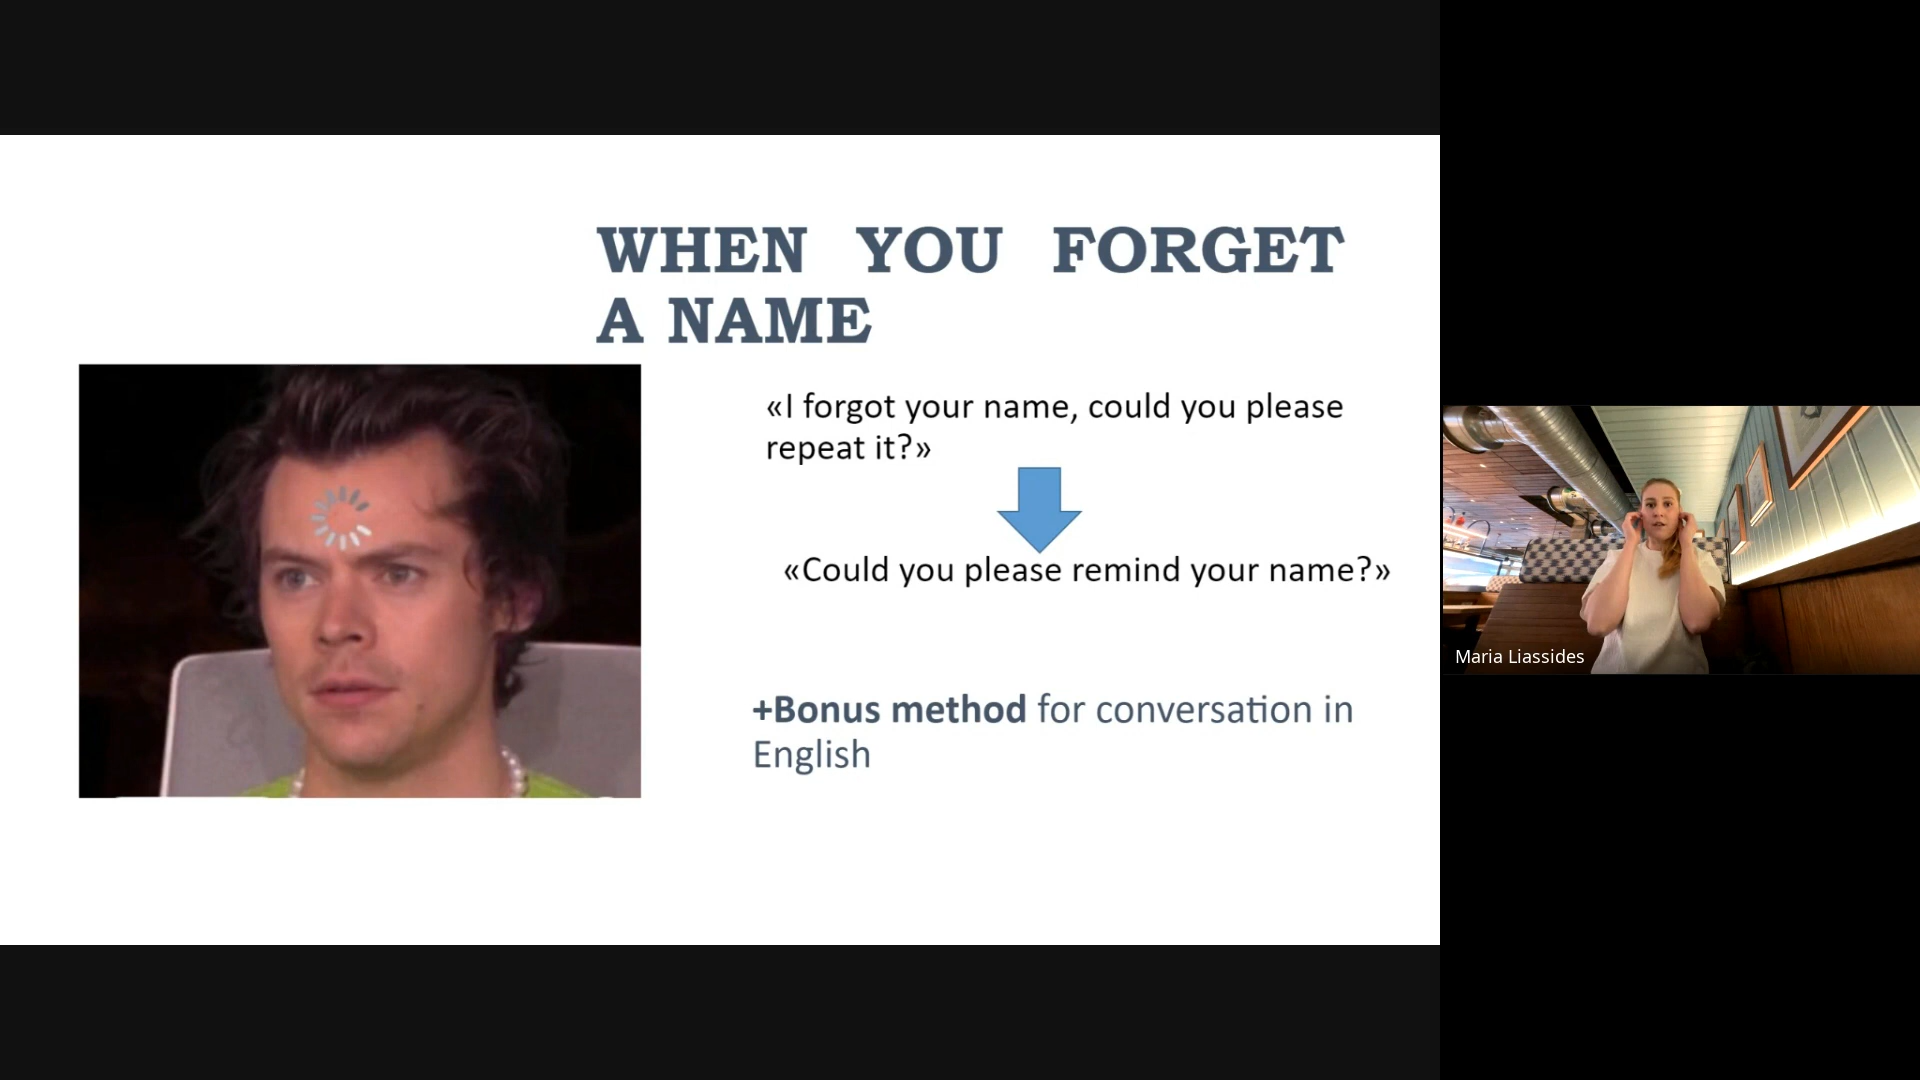 WHEN YOU FORGET
A NAME
«I forgot your name, could you please
repeat it?»
«Could you please remind your name?»
+Bonus method for conversation in
English
Maria Liassides